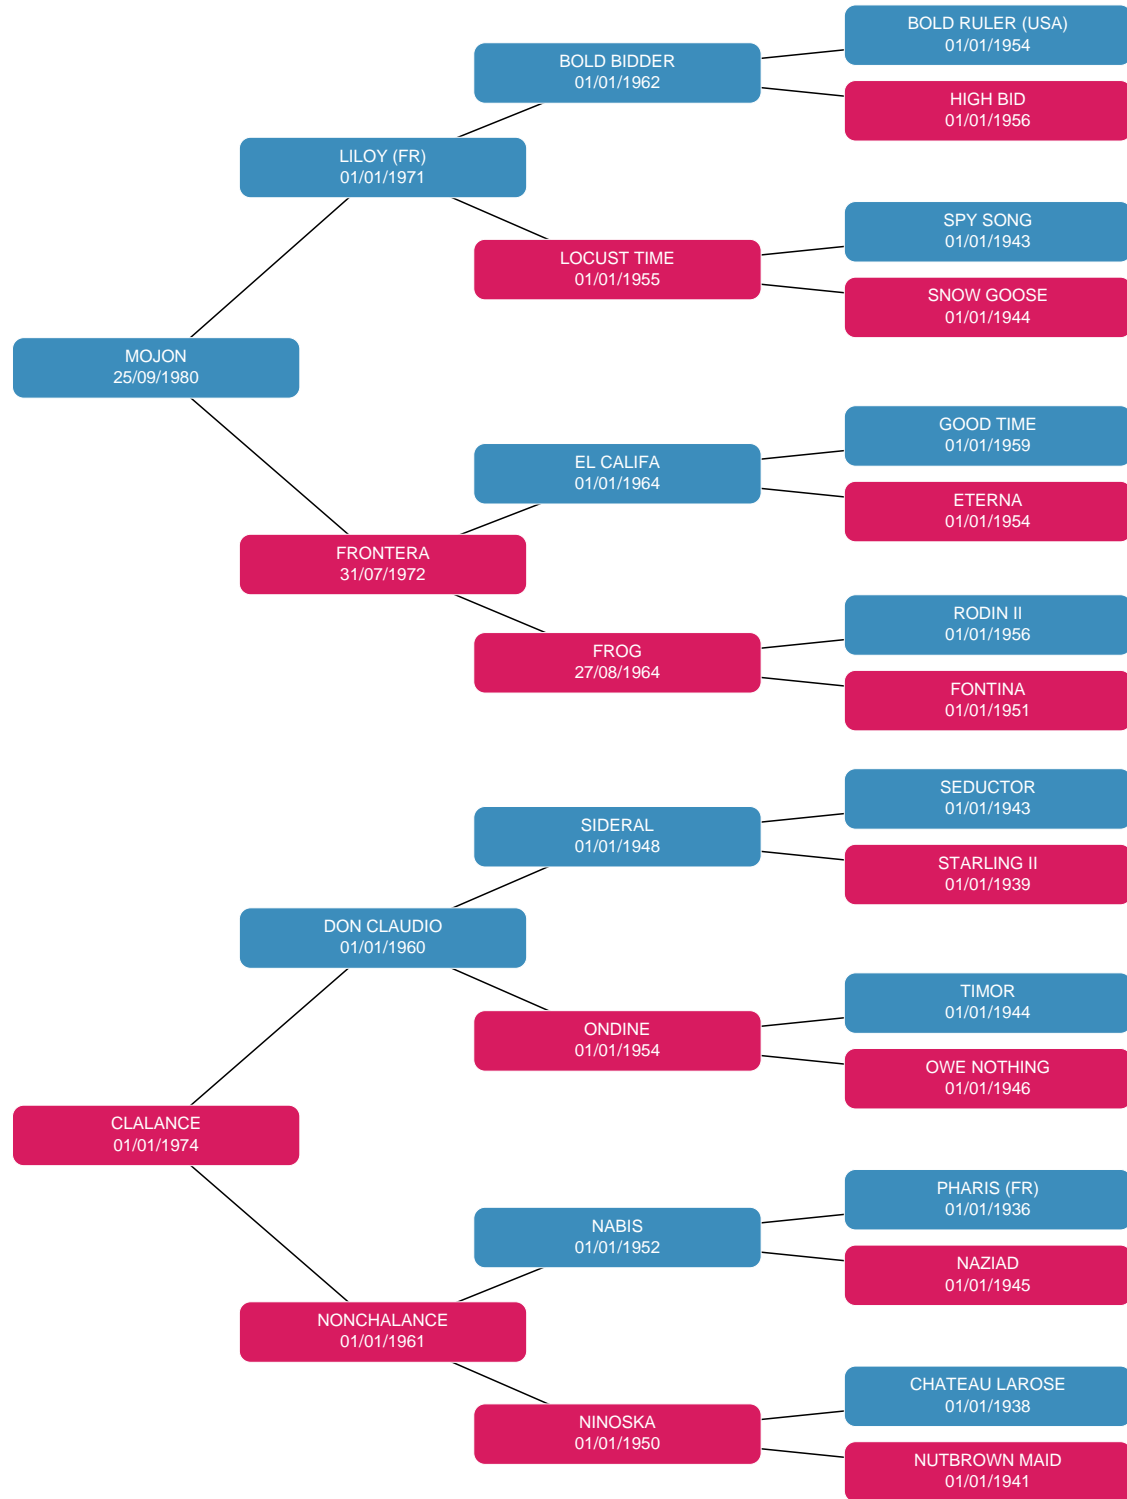 BOLD RULER (USA)
01/01/1954
BOLD BIDDER
01/01/1962
HIGH BID
01/01/1956
LILOY (FR)
01/01/1971
SPY SONG
01/01/1943
LOCUST TIME
01/01/1955
SNOW GOOSE
01/01/1944
MOJON
25/09/1980
GOOD TIME
01/01/1959
EL CALIFA
01/01/1964
ETERNA
01/01/1954
FRONTERA
31/07/1972
RODIN II
01/01/1956
FROG
27/08/1964
FONTINA
01/01/1951
SEDUCTOR
01/01/1943
SIDERAL
01/01/1948
STARLING II
01/01/1939
DON CLAUDIO
01/01/1960
TIMOR
01/01/1944
ONDINE
01/01/1954
OWE NOTHING
01/01/1946
CLALANCE
01/01/1974
PHARIS (FR)
01/01/1936
NABIS
01/01/1952
NAZIAD
01/01/1945
NONCHALANCE
01/01/1961
CHATEAU LAROSE
01/01/1938
NINOSKA
01/01/1950
NUTBROWN MAID
01/01/1941